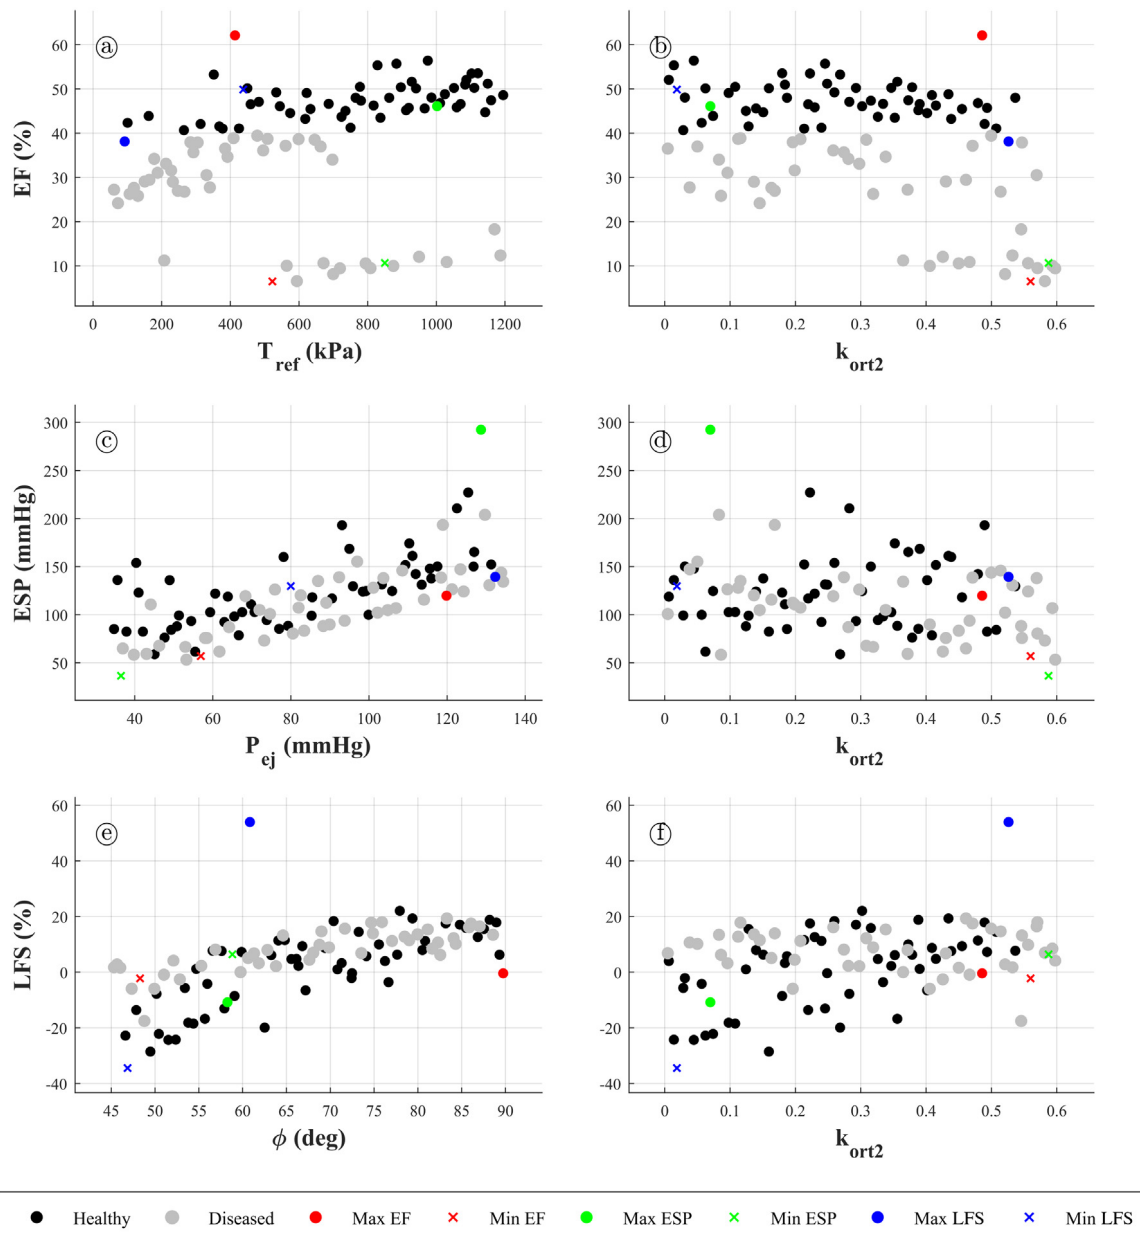 ⓐ
EF (%)
60
50
40
30
20
10
0 200 400 600 800 1000 1200
T_ref (kPa)
ⓑ
60
50
40
30
20
10
0 0.1 0.2 0.3 0.4 0.5 0.6
k_ort2
ⓒ
ESP (mmHg)
300
250
200
150
100
50
40 60 80 100 120 140
P_ej (mmHg)
ⓓ
300
250
200
150
100
50
0 0.1 0.2 0.3 0.4 0.5 0.6
k_ort2
ⓔ
LFS (%)
60
40
20
0
-20
-40
45 50 55 60 65 70 75 80 85 90
ϕ (deg)
ⓕ
60
40
20
0
-20
-40
0 0.1 0.2 0.3 0.4 0.5 0.6
k_ort2
Healthy Diseased Max EF Min EF Max ESP Min ESP Max LFS Min LFS